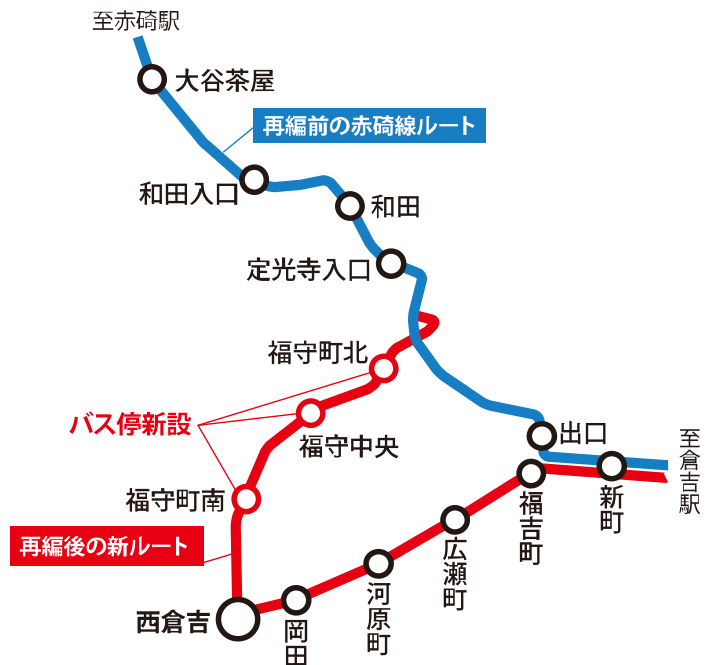 至赤碕駅
大谷茶屋
再編前の赤碕線ルート
和田入口
和田
定光寺入口
福守町北
バス停新設
福守中央
出口
至倉吉駅
福守町南
新町
福吉町
再編後の新ルート
広瀬町
河原町
西倉吉
岡田